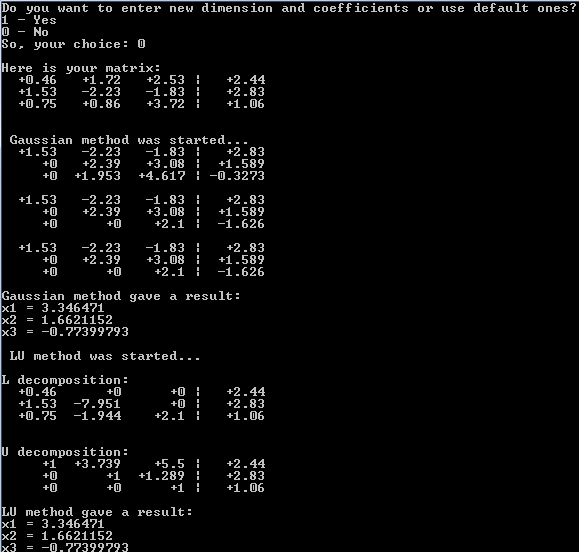 Do you want to enter new dimension and coefficients or use default ones?
1 - Yes
0 - No
So, your choice: 0
Here is your matrix:
+0.46 +1.72 +2.53 ¦ +2.44
+1.53 -2.23 -1.83 ¦ +2.83
+0.75 +0.86 +3.72 ¦ +1.06
Gaussian method was started...
+1.53 -2.23 -1.83 ¦ +2.83
+0 +2.39 +3.08 ¦ +1.589
+0 +1.953 +4.617 ¦ -0.3273
+1.53 -2.23 -1.83 ¦ +2.83
+0 +2.39 +3.08 ¦ +1.589
+0 +0 +2.1 ¦ -1.626
+1.53 -2.23 -1.83 ¦ +2.83
+0 +2.39 +3.08 ¦ +1.589
+0 +0 +2.1 ¦ -1.626
Gaussian method gave a result:
x1 = 3.346471
x2 = 1.6621152
x3 = -0.77399793
LU method was started...
L decomposition:
+0.46 +0 +0 ¦ +2.44
+1.53 -7.951 +0 ¦ +2.83
+0.75 -1.944 +2.1 ¦ +1.06
U decomposition:
+1 +3.739 +5.5 ¦ +2.44
+0 +1 +1.289 ¦ +2.83
+0 +0 +1 ¦ +1.06
LU method gave a result:
x1 = 3.346471
x2 = 1.6621152
x3 = -0.77399793